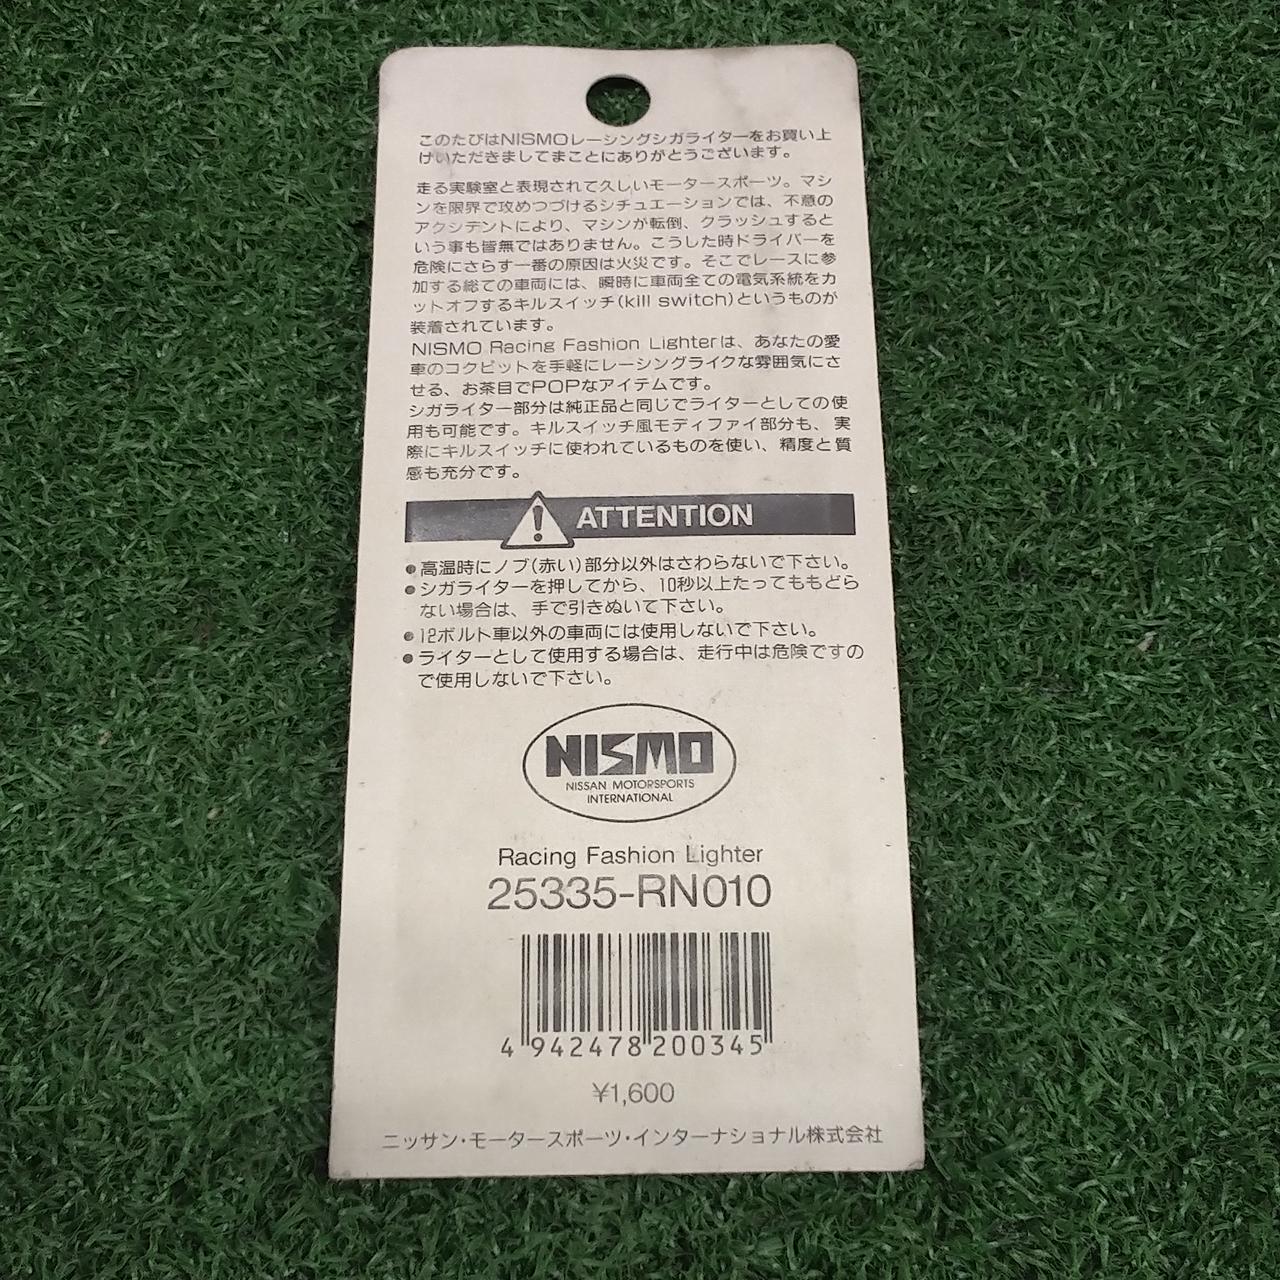 このたびはNISMOレーシングシガライターをお買い上
げいただきましてまことにありがとうございます。
走る実験室と表現されて久しいモータースポーツ。マシ
ンを限界で攻めつづけるシチュエーションでは、不意の
アクシデントにより、マシンが転倒、クラッシュすると
いう事も皆無ではありません。こうした時ドライバーを
危険にさらす一番の原因は火災です。そこでレースに参
加する総ての車両には、瞬時に車両全ての電気系統をカ
ットオフするキルスイッチ(kill switch)というものが
装着されています。
NISMO Racing Fashion Lighterは、あなたの愛
車のコクピットを手軽にレーシングライクな雰囲気にさ
せる、お茶目でPOPなアイテムです。
シガライター部分は純正品と同じでライターとしての使
用も可能です。キルスイッチ風モディファイ部分も、実
際にキルスイッチに使われているものを使い、精度と質
感も充分です。
ATTENTION
●高温時にノブ(赤い)部分以外はさわらないで下さい。
●シガライターを押してから、10秒以上たってももどら
ない場合は、手で引きぬいて下さい。
●12ボルト車以外の車両には使用しないで下さい。
●ライターとして使用する場合は、走行中は危険ですの
で使用しないで下さい。
NISMO
NISSAN MOTORSPORTS
INTERNATIONAL
Racing Fashion Lighter
25335-RN010
4 942478 200345
¥1,600
ニッサン・モータースポーツ・インターナショナル株式会社